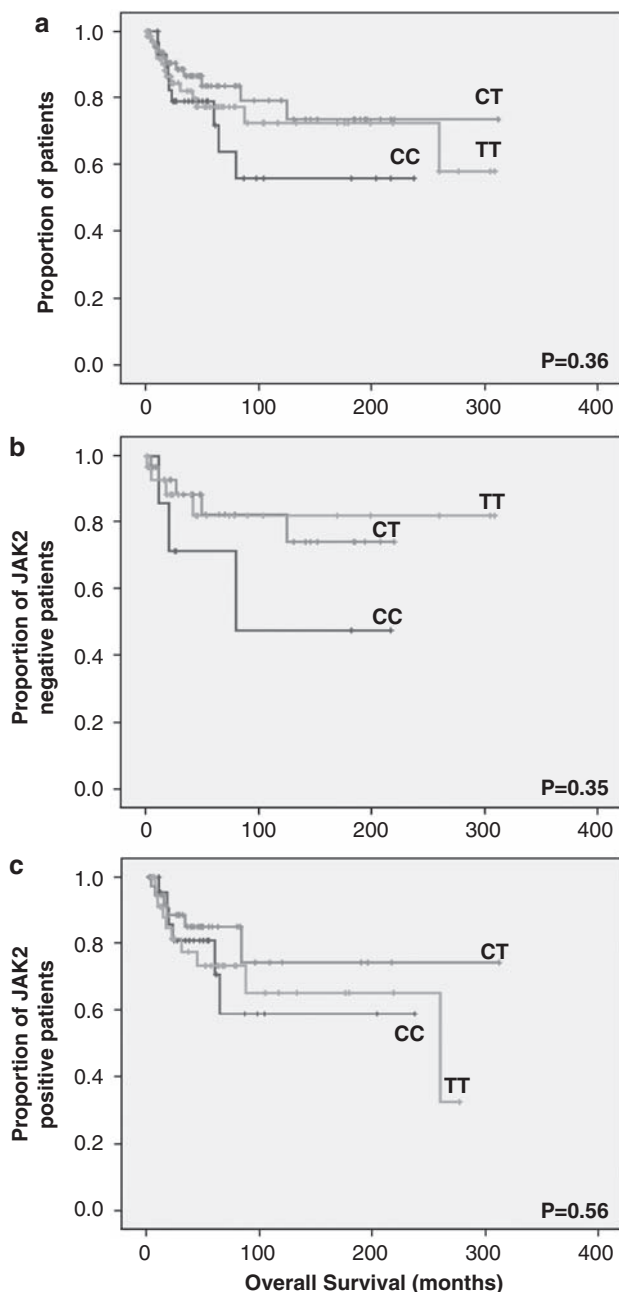 a
Proportion of patients
1.0
0.8
0.6
0.4
0.2
0.0
CT
TT
CC
P=0.36
0 100 200 300 400
b
Proportion of JAK2
negative patients
1.0
0.8
0.6
0.4
0.2
0.0
TT
CT
CC
P=0.35
0 100 200 300 400
c
Proportion of JAK2
positive patients
1.0
0.8
0.6
0.4
0.2
0.0
CT
CC
TT
P=0.56
0 100 200 300 400
Overall Survival (months)